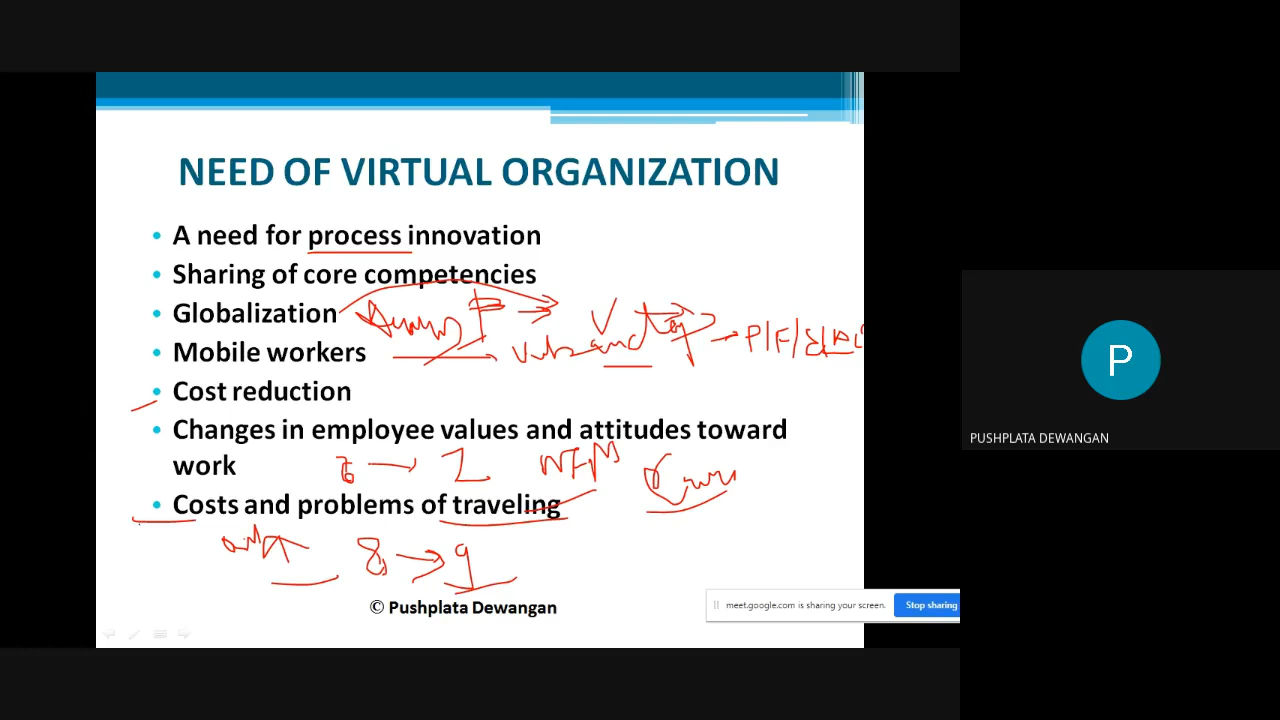 NEED OF VIRTUAL ORGANIZATION
• A need for process innovation
• Sharing of core competencies
• Globalization
• Mobile workers
• Cost reduction
• Changes in employee values and attitudes toward
work
• Costs and problems of traveling
8 → 9
© Pushplata Dewangan
meet.google.com is sharing your screen.
Stop sharing
P
PUSHPLATA DEWANGAN